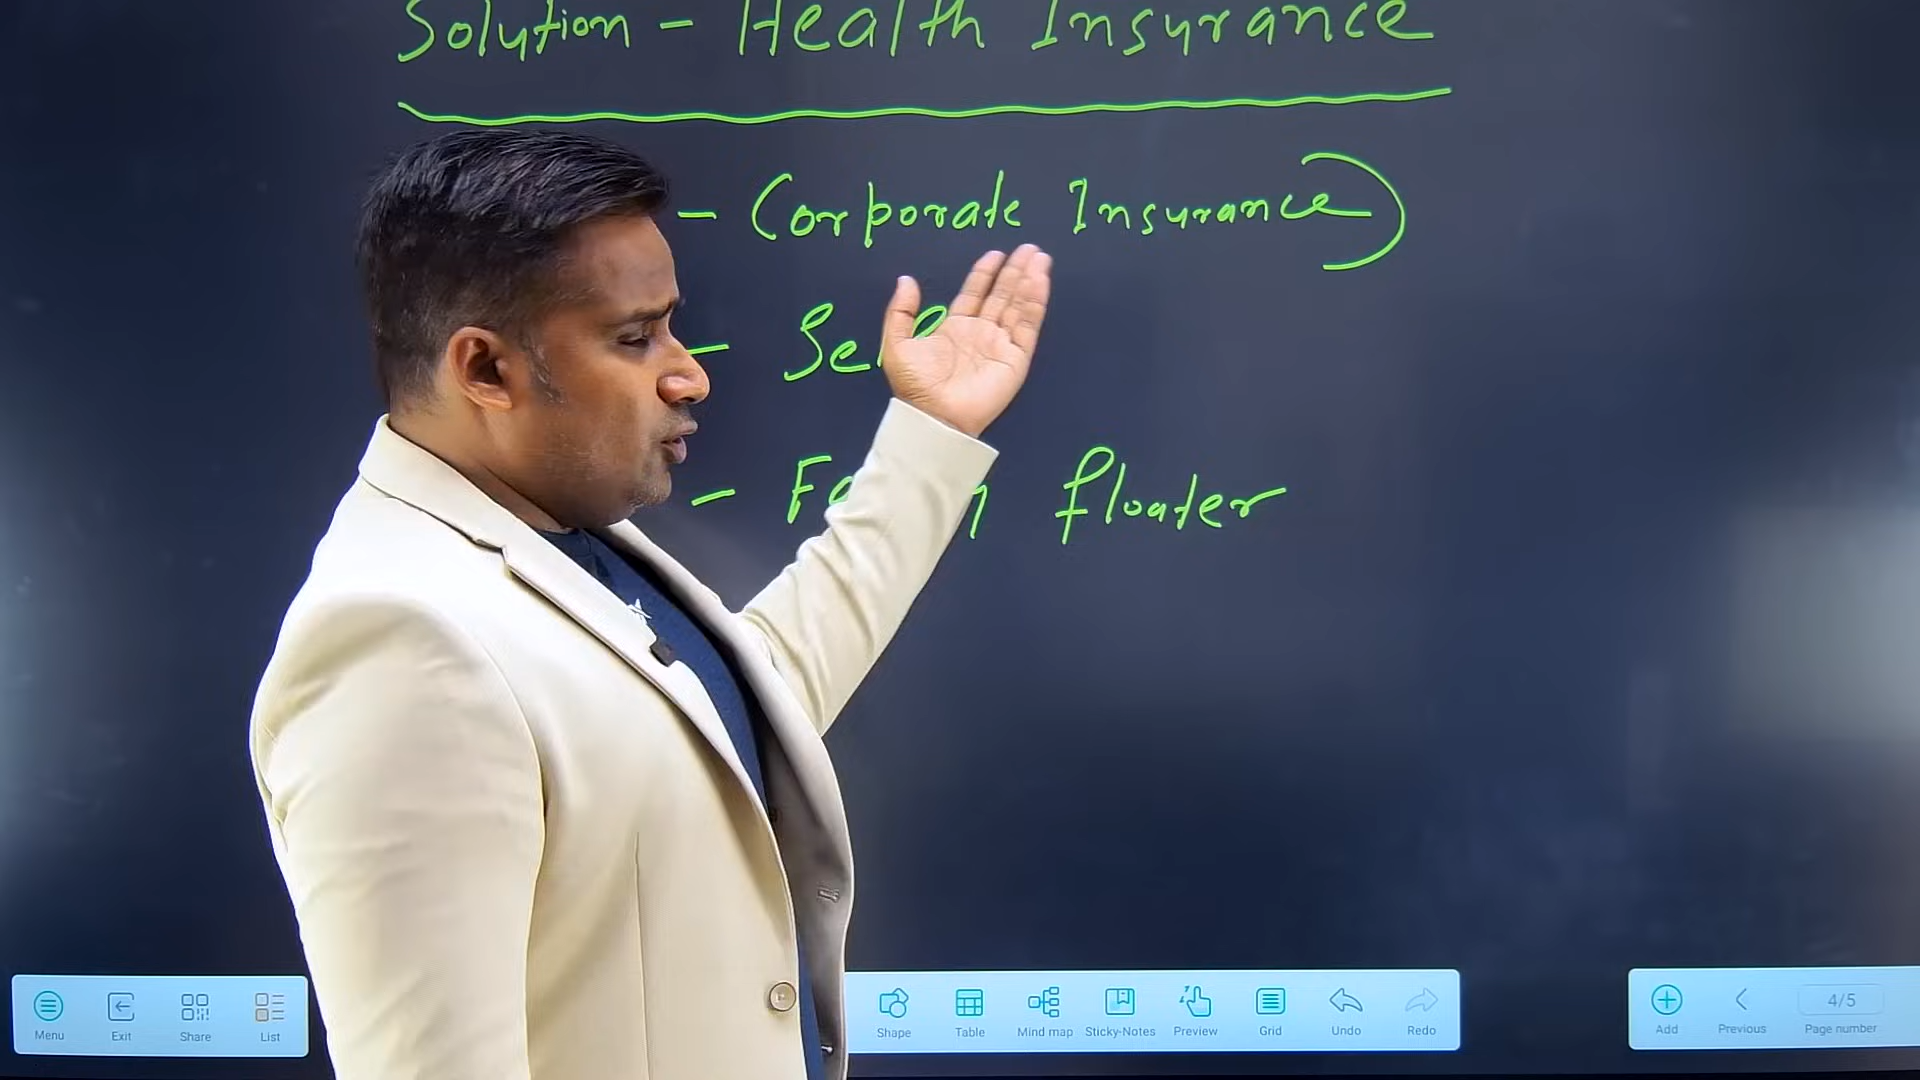 Solution - Health Insurance
- (Corporate Insurance)
-
- floater
Menu Exit Share List Shape Table Mind map Sticky-Notes Preview Grid Undo Redo Add Previous 4/5 Page number